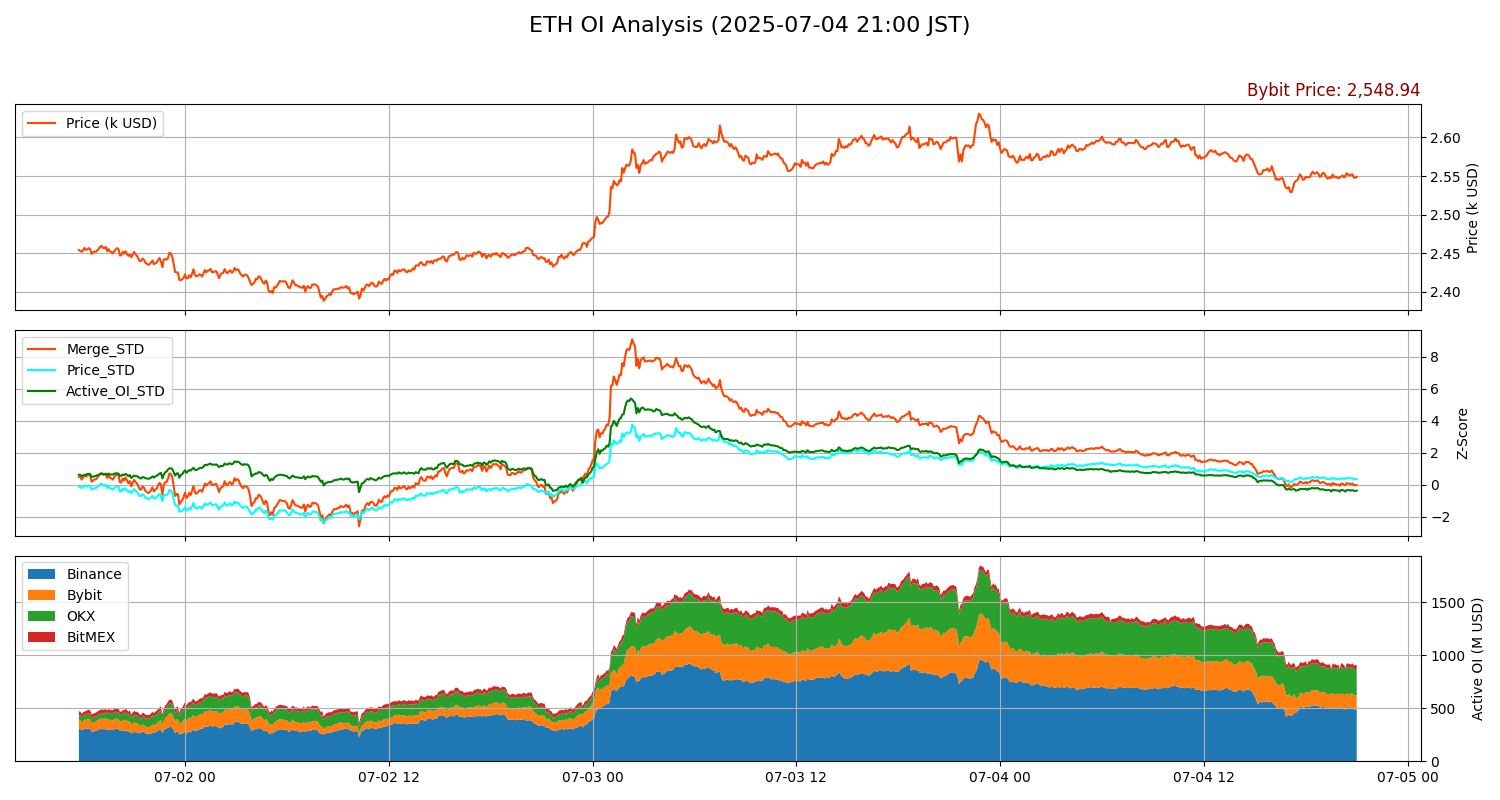 ETH OI Analysis (2025-07-04 21:00 JST)
Bybit Price: 2,548.94
Price (k USD)
2.60
2.55
2.50
2.45
2.40
Price (k USD)
Merge_STD
Price_STD
Active_OI_STD
8
6
4
2
0
−2
Z-Score
Binance
Bybit
OKX
BitMEX
1500
1000
500
0
Active OI (M USD)
07-02 00
07-02 12
07-03 00
07-03 12
07-04 00
07-04 12
07-05 00